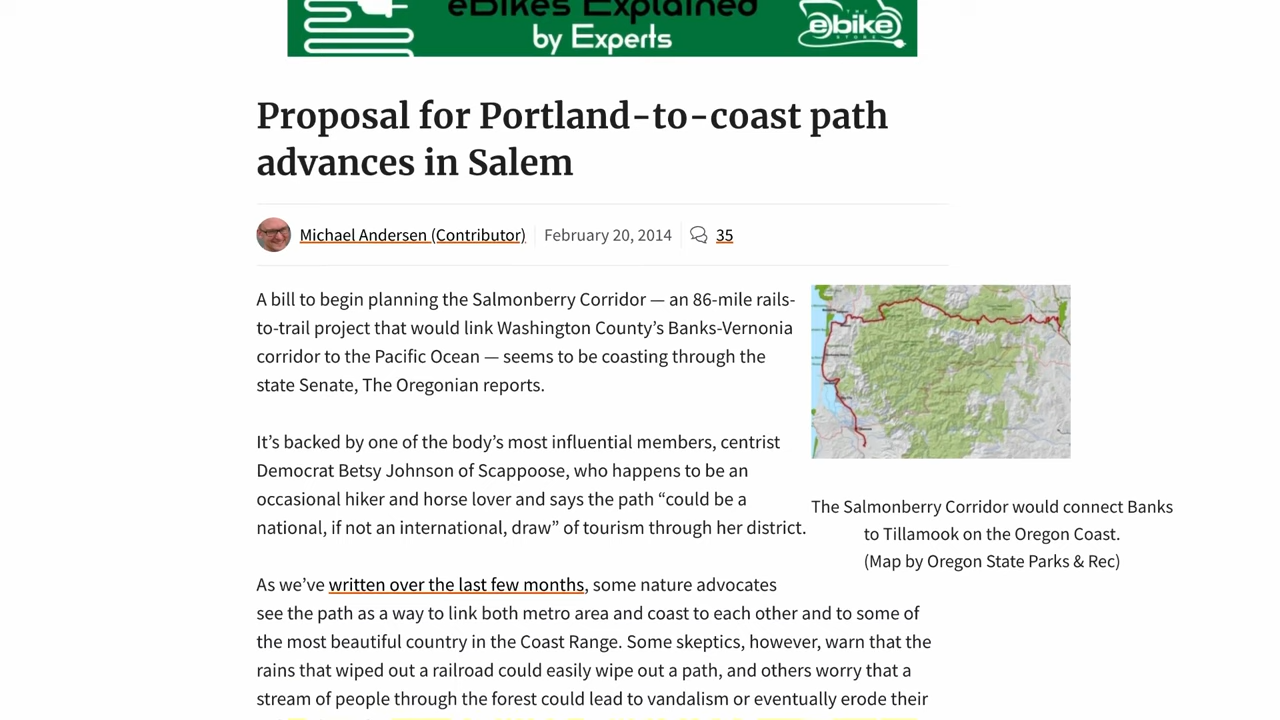 eBikes Explained
by Experts
THE
ebike
STORE
Proposal for Portland-to-coast path
advances in Salem
Michael Andersen (Contributor) February 20, 2014 35
A bill to begin planning the Salmonberry Corridor — an 86-mile rails-
to-trail project that would link Washington County’s Banks-Vernonia
corridor to the Pacific Ocean — seems to be coasting through the
state Senate, The Oregonian reports.
It’s backed by one of the body’s most influential members, centrist
Democrat Betsy Johnson of Scappoose, who happens to be an
occasional hiker and horse lover and says the path “could be a
national, if not an international, draw” of tourism through her district.
The Salmonberry Corridor would connect Banks
to Tillamook on the Oregon Coast.
(Map by Oregon State Parks & Rec)
As we’ve written over the last few months, some nature advocates
see the path as a way to link both metro area and coast to each other and to some of
the most beautiful country in the Coast Range. Some skeptics, however, warn that the
rains that wiped out a railroad could easily wipe out a path, and others worry that a
stream of people through the forest could lead to vandalism or eventually erode their